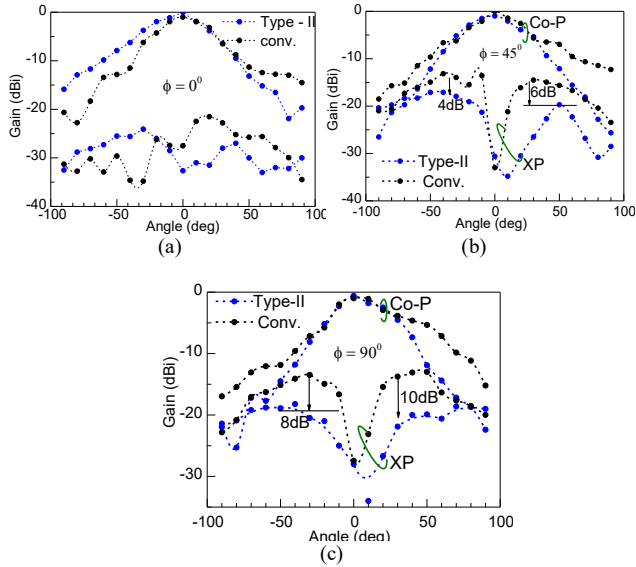 (a)
0
-10
-20
-30
-40
Gain (dBi)
Type - II
conv.
ϕ = 0⁰
-100 -50 0 50 100
Angle (deg)
(a)
(b)
0
-10
-20
-30
-40
Gain (dBi)
Co-P
ϕ = 45⁰
4dB
6dB
Type-II
Conv.
XP
-100 -50 0 50 100
Angle (deg)
(b)
(c)
0
-10
-20
-30
Gain (dBi)
Type-II
Conv.
Co-P
ϕ = 90⁰
8dB
10dB
XP
-100 -50 0 50 100
Angle (deg)
(c)